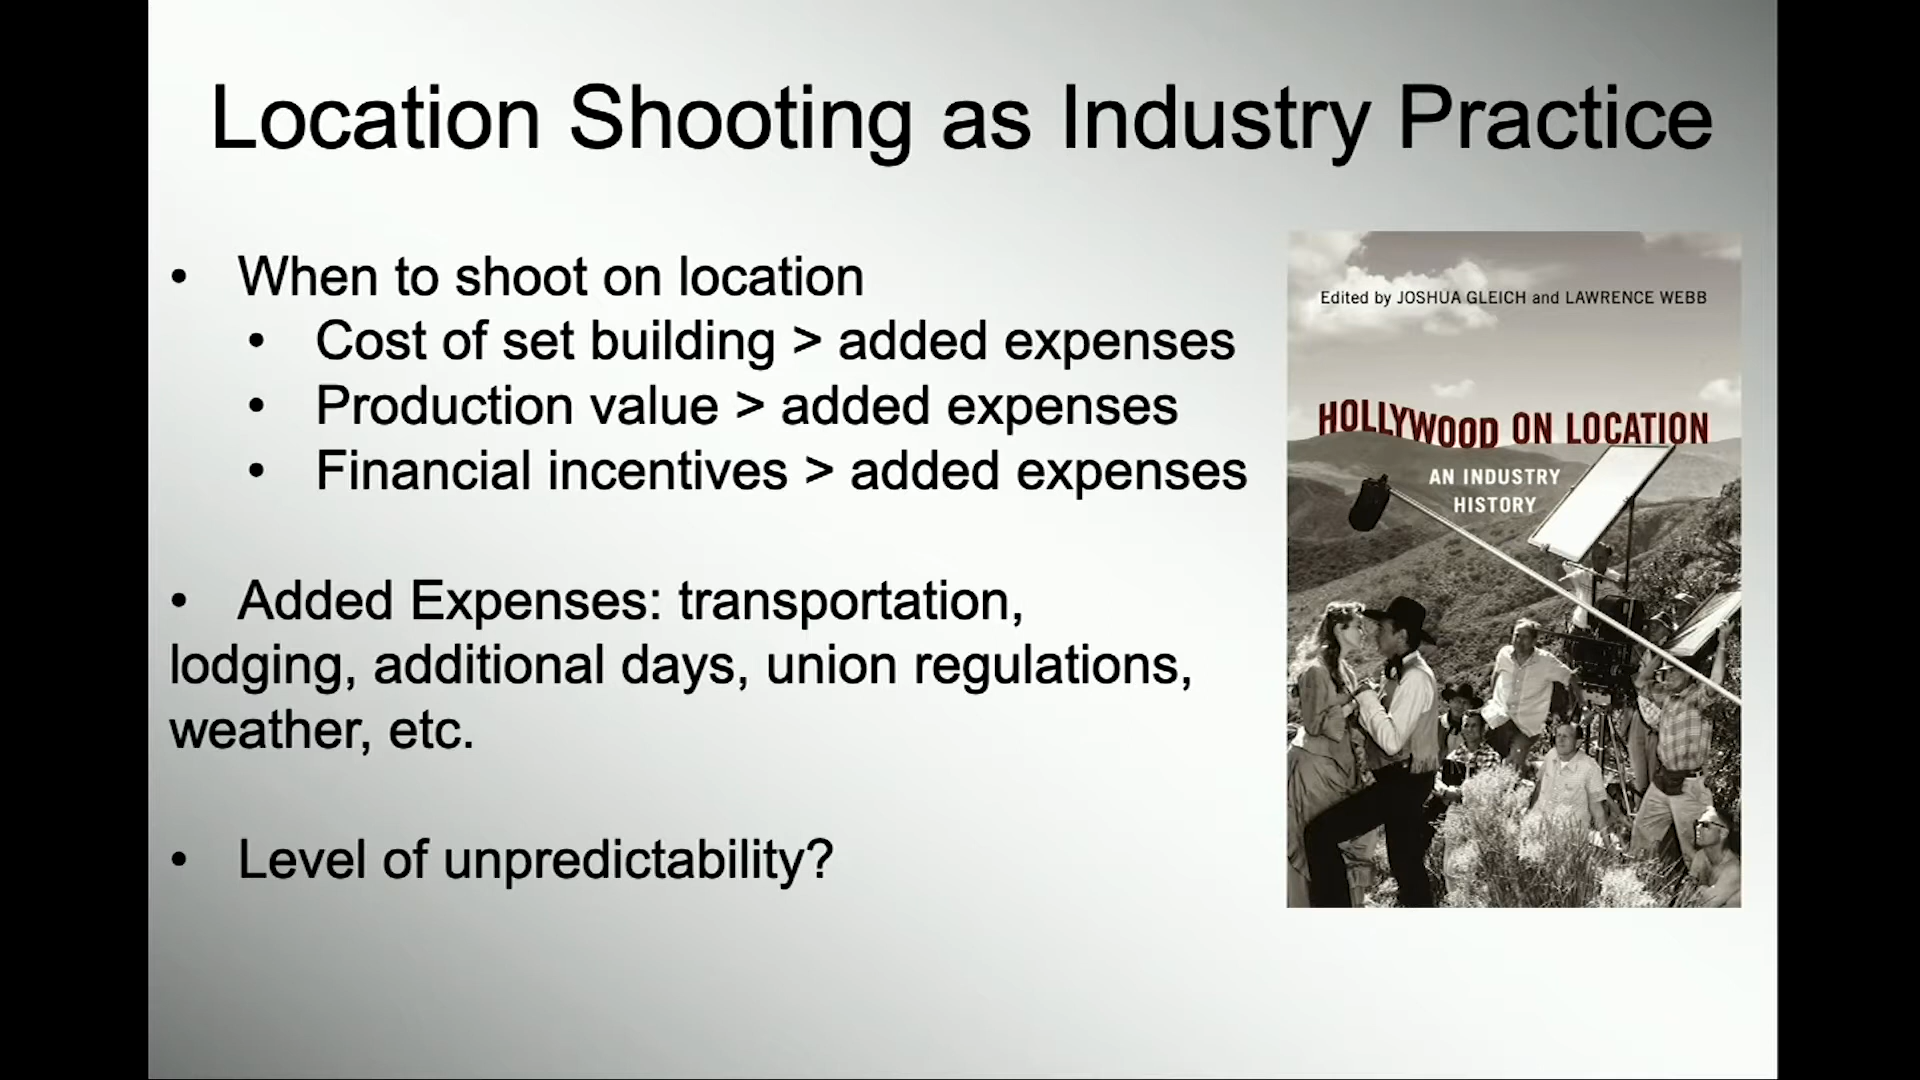 Location Shooting as Industry Practice
• When to shoot on location
• Cost of set building > added expenses
• Production value > added expenses
• Financial incentives > added expenses
• Added Expenses: transportation,
lodging, additional days, union regulations,
weather, etc.
• Level of unpredictability?
Edited by JOSHUA GLEICH and LAWRENCE WEBB
HOLLYWOOD ON LOCATION
AN INDUSTRY
HISTORY